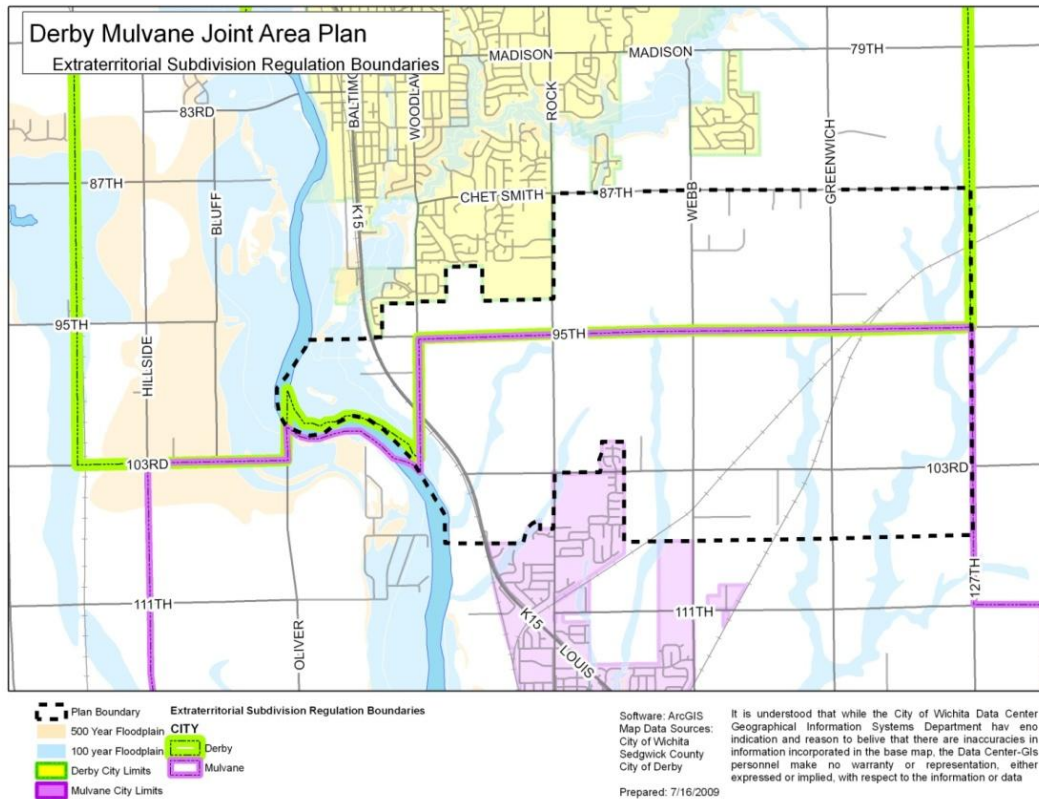 Derby Mulvane Joint Area Plan
Extraterritorial Subdivision Regulation Boundaries
MADISON
MADISON
79TH
83RD
BALTIMO
WOODLAW
ROCK
87TH
BLUFF
K15
CHET SMITH
87TH
WEBB
GREENWICH
95TH
HILLSIDE
95TH
103RD
103RD
111TH
OLIVER
K15
LOUIS
111TH
127TH
Plan Boundary
500 Year Floodplain
100 year Floodplain
Derby City Limits
Mulvane City Limits
Extraterritorial Subdivision Regulation Boundaries
CITY
Derby
Mulvane
Software: ArcGIS
Map Data Sources:
City of Wichita
Sedgwick County
City of Derby
Prepared: 7/16/2009
It is understood that while the City of Wichita Data Center
Geographical Information Systems Department hav eno
indication and reason to belive that there are inaccuracies in
information incorporated in the base map, the Data Center-GIs
personnel make no warranty or representation, either
expressed or implied, with respect to the information or data